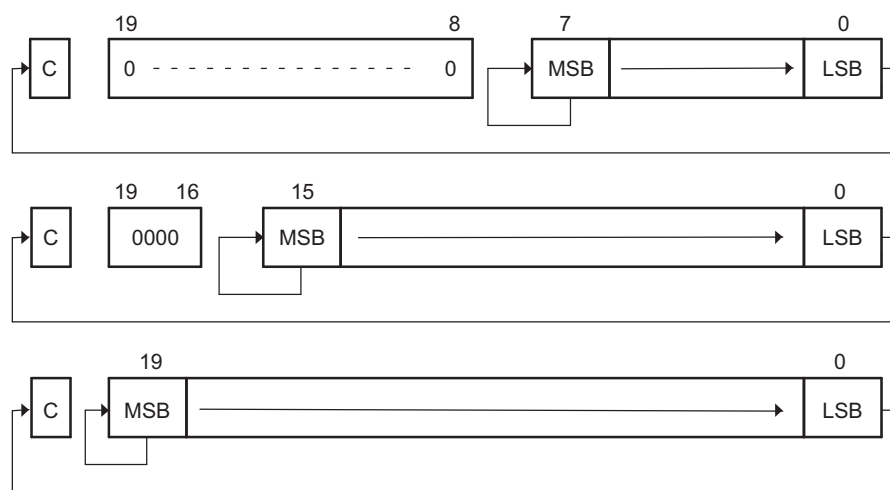 19 8 7 0
C 0 0 MSB LSB
19 16 15 0
C 0000 MSB LSB
19 0
C MSB LSB